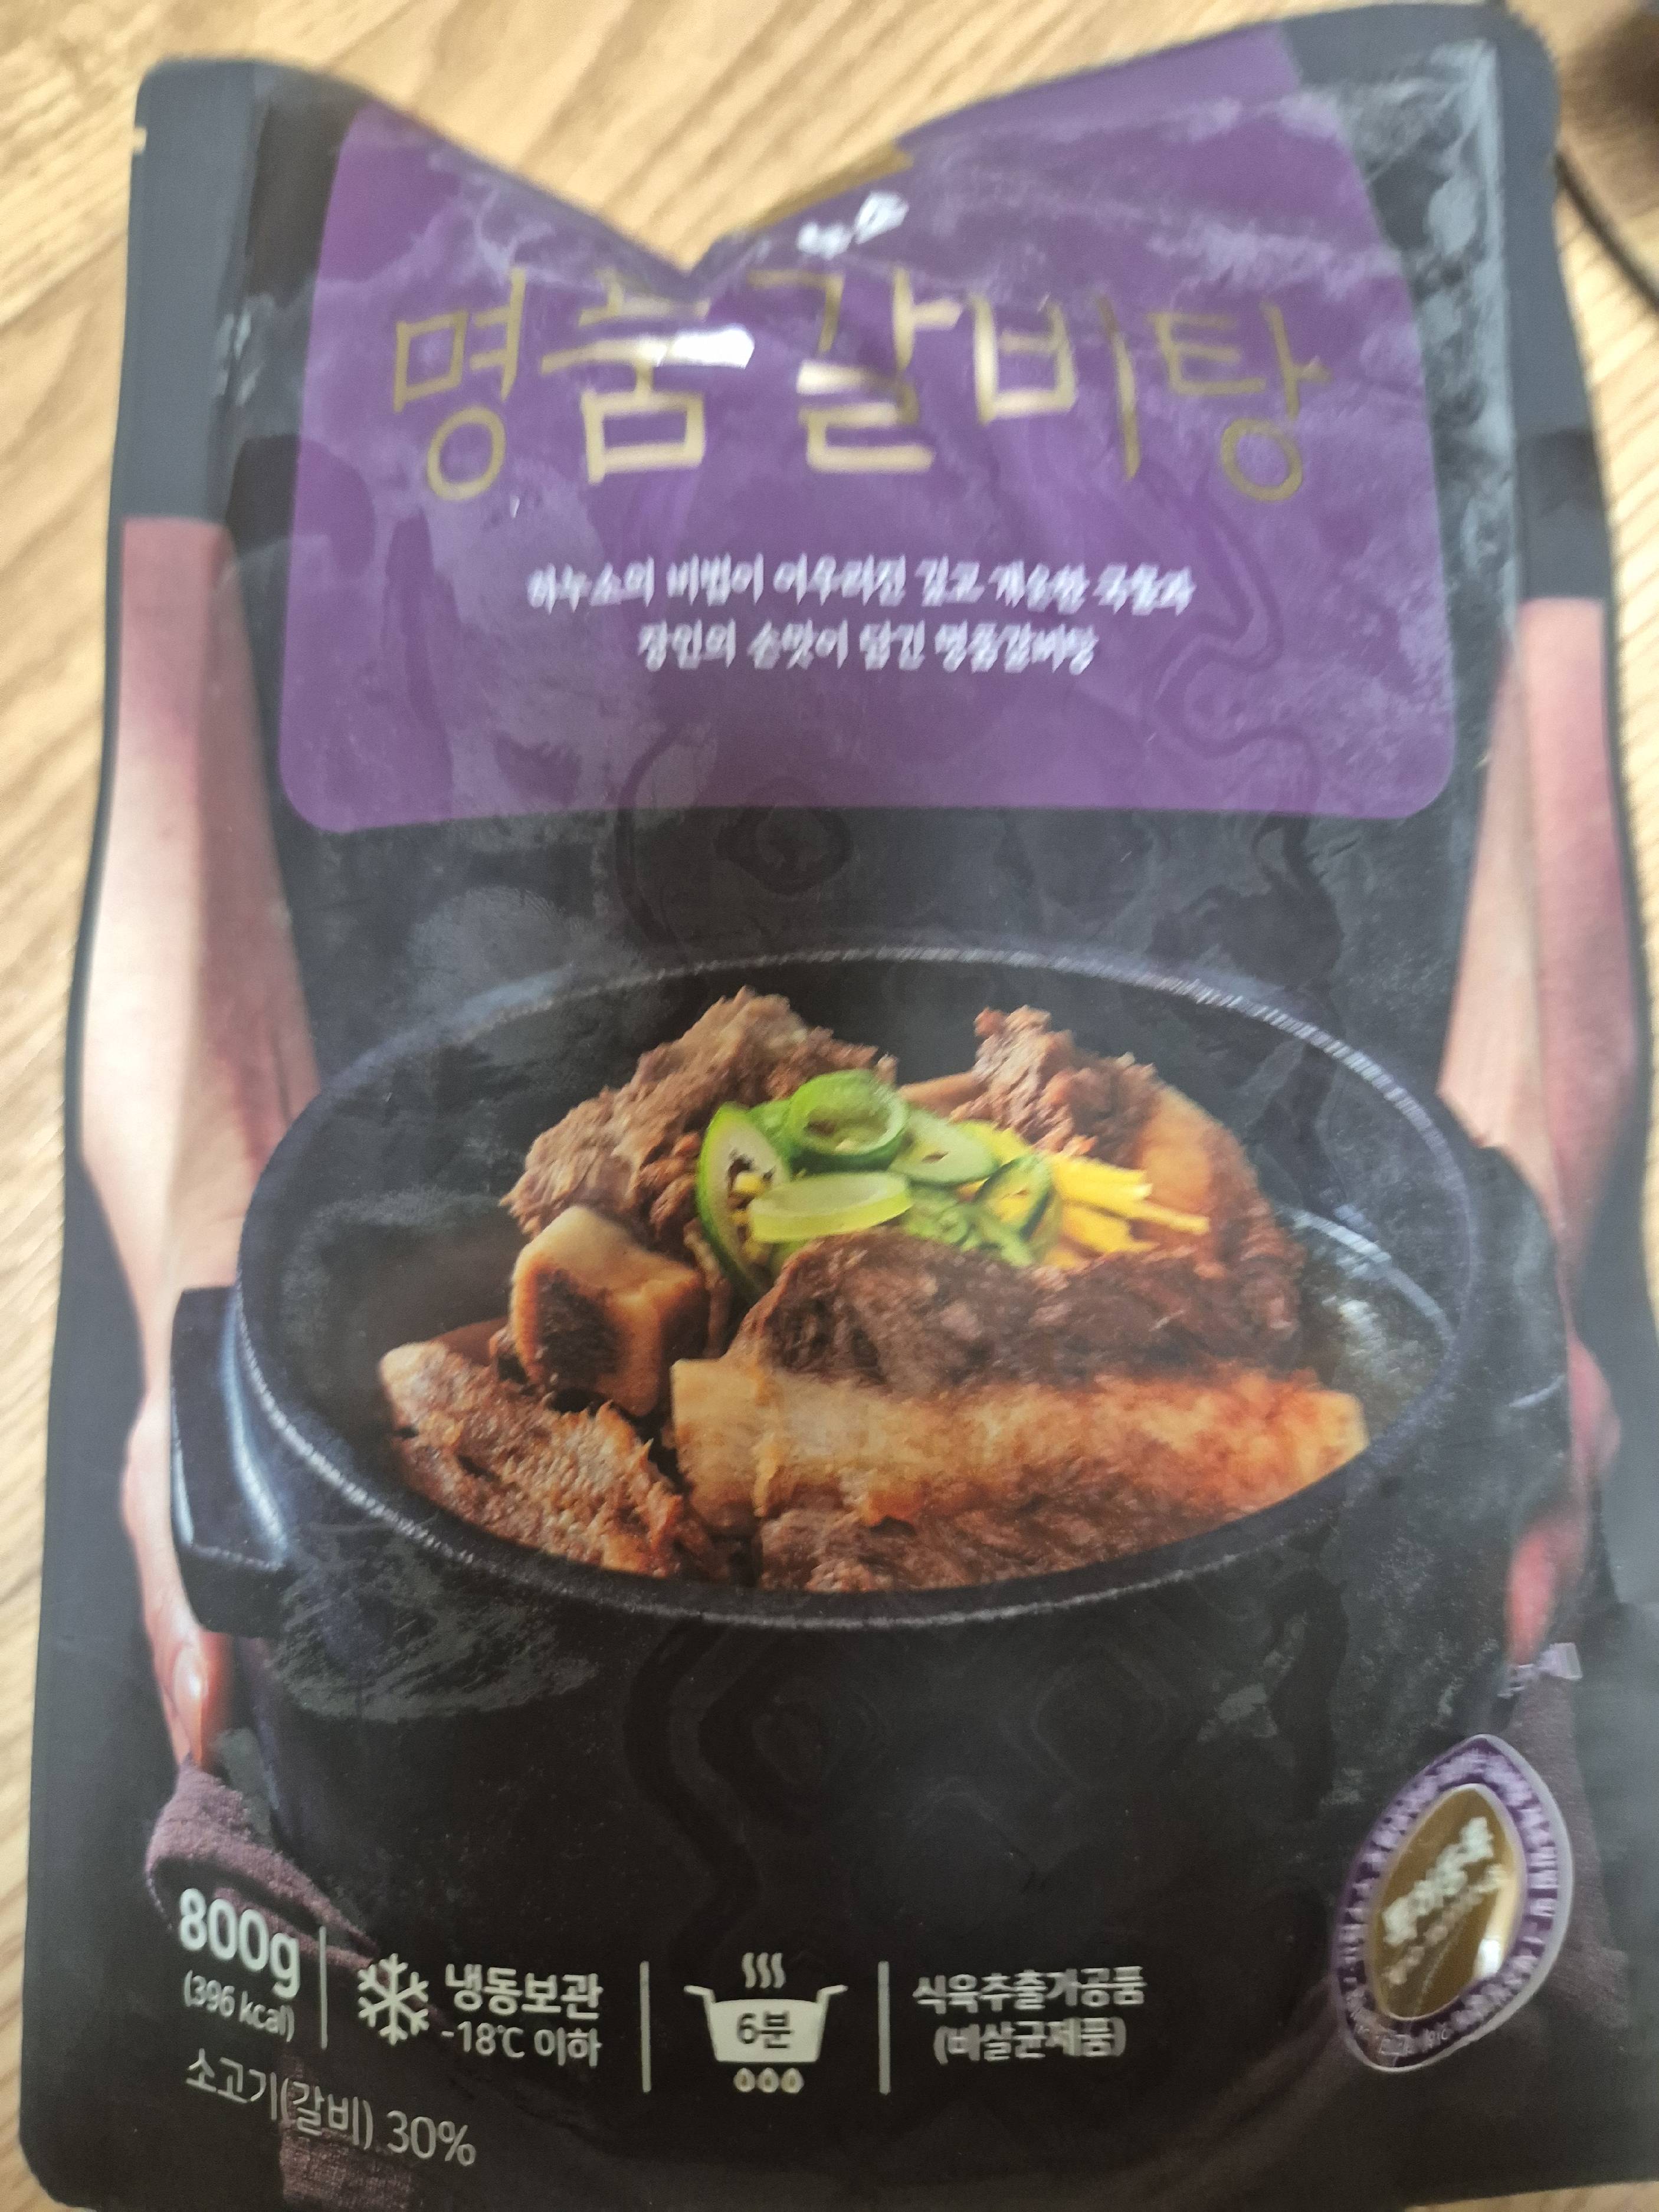 명품갈비탕
하누소의 비법이 어우러진 깊고 개운한 국물과
장인의 손맛이 담긴 명품갈비탕
800g
(396 kcal)
냉동보관
-18℃ 이하
6분
식육추출가공품
(비살균제품)
소고기(갈비) 30%